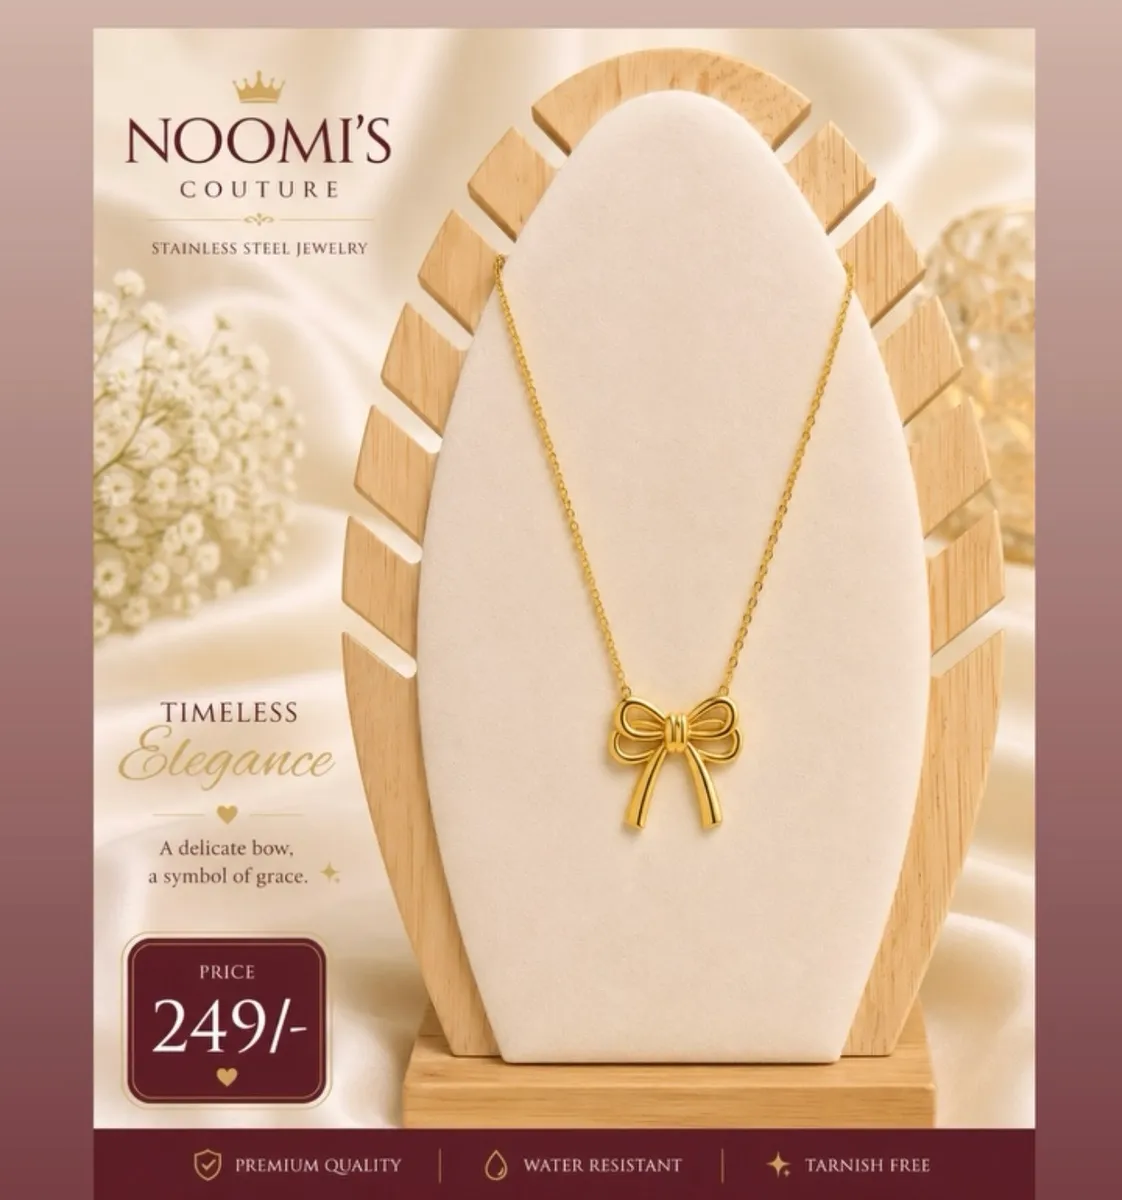 NOOMI'S
COUTURE
STAINLESS STEEL JEWELRY
TIMELESS
Elegance
A delicate bow,
a symbol of grace.
PRICE
249/-
PREMIUM QUALITY
WATER RESISTANT
TARNISH FREE